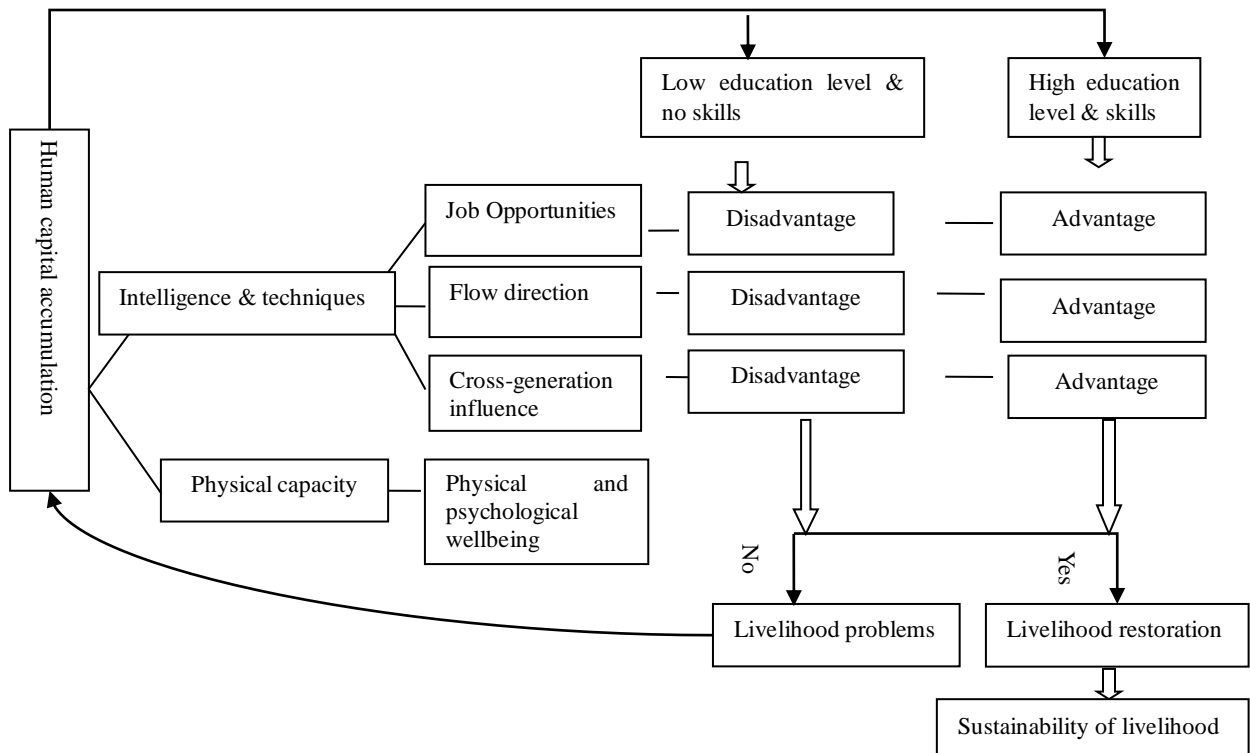 Low education level &
no skills
High education
level & skills
Human capital accumulation
Job Opportunities
Disadvantage
Advantage
Intelligence & techniques
Flow direction
Disadvantage
Advantage
Cross-generation
influence
Disadvantage
Advantage
Physical capacity
Physical and
psychological
wellbeing
No
Yes
Livelihood problems
Livelihood restoration
Sustainability of livelihood